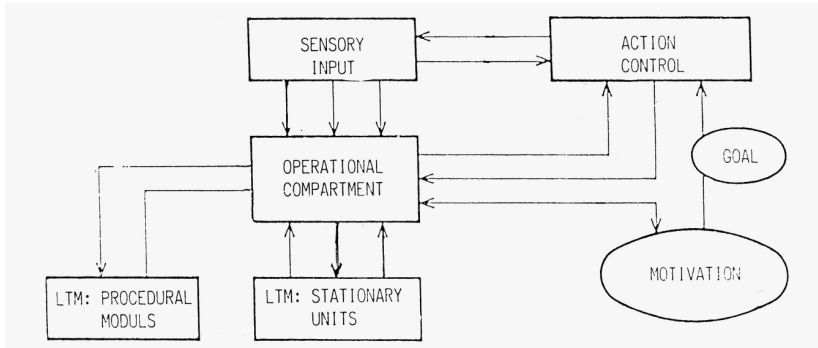 SENSORY
INPUT
ACTION
CONTROL
OPERATIONAL
COMPARTMENT
GOAL
MOTIVATION
LTM: PROCEDURAL
MODULS
LTM: STATIONARY
UNITS